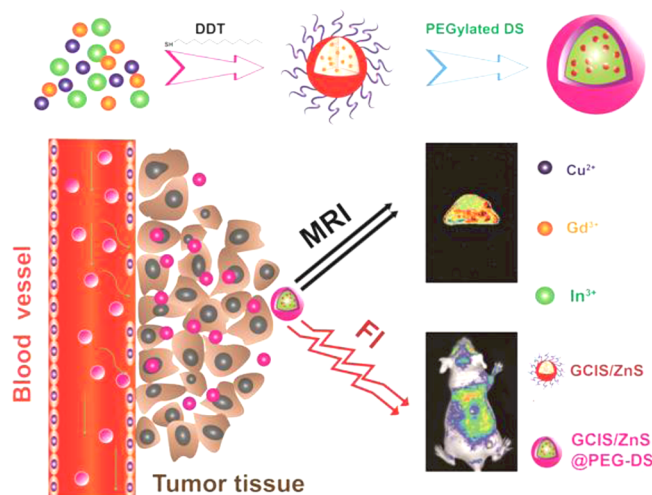 DDT
SH
PEGylated DS
Blood vessel
MRI
FI
Tumor tissue
Cu²⁺
Gd³⁺
In³⁺
GCIS/ZnS
GCIS/ZnS
@PEG-DS